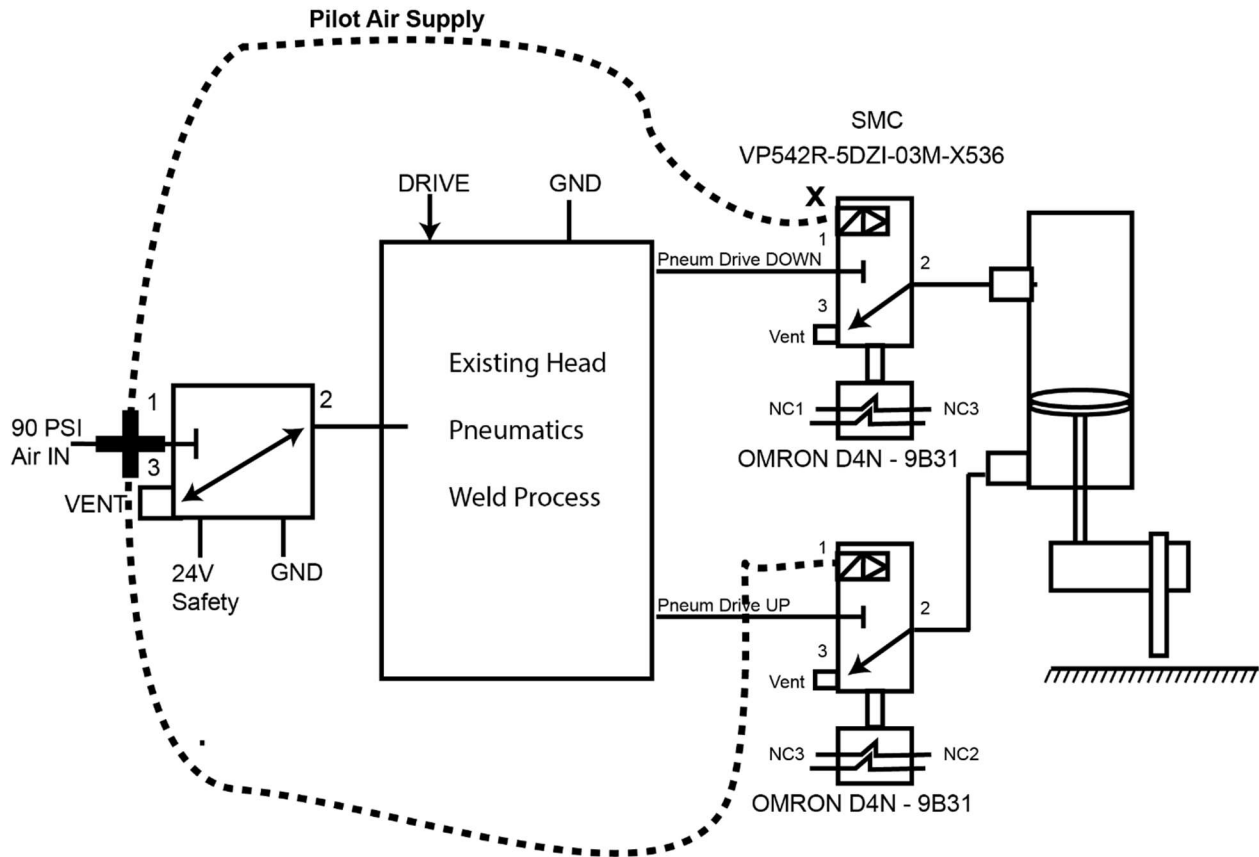 Pilot Air Supply
SMC
VP542R-5DZI-03M-X536
X
DRIVE
GND
1
Pneum Drive DOWN
2
3
Vent
Existing Head
Pneumatics
Weld Process
1
2
90 PSI
Air IN
3
VENT
24V
Safety
GND
NC1
NC3
OMRON D4N - 9B31
1
Pneum Drive UP
2
3
Vent
NC3
NC2
OMRON D4N - 9B31